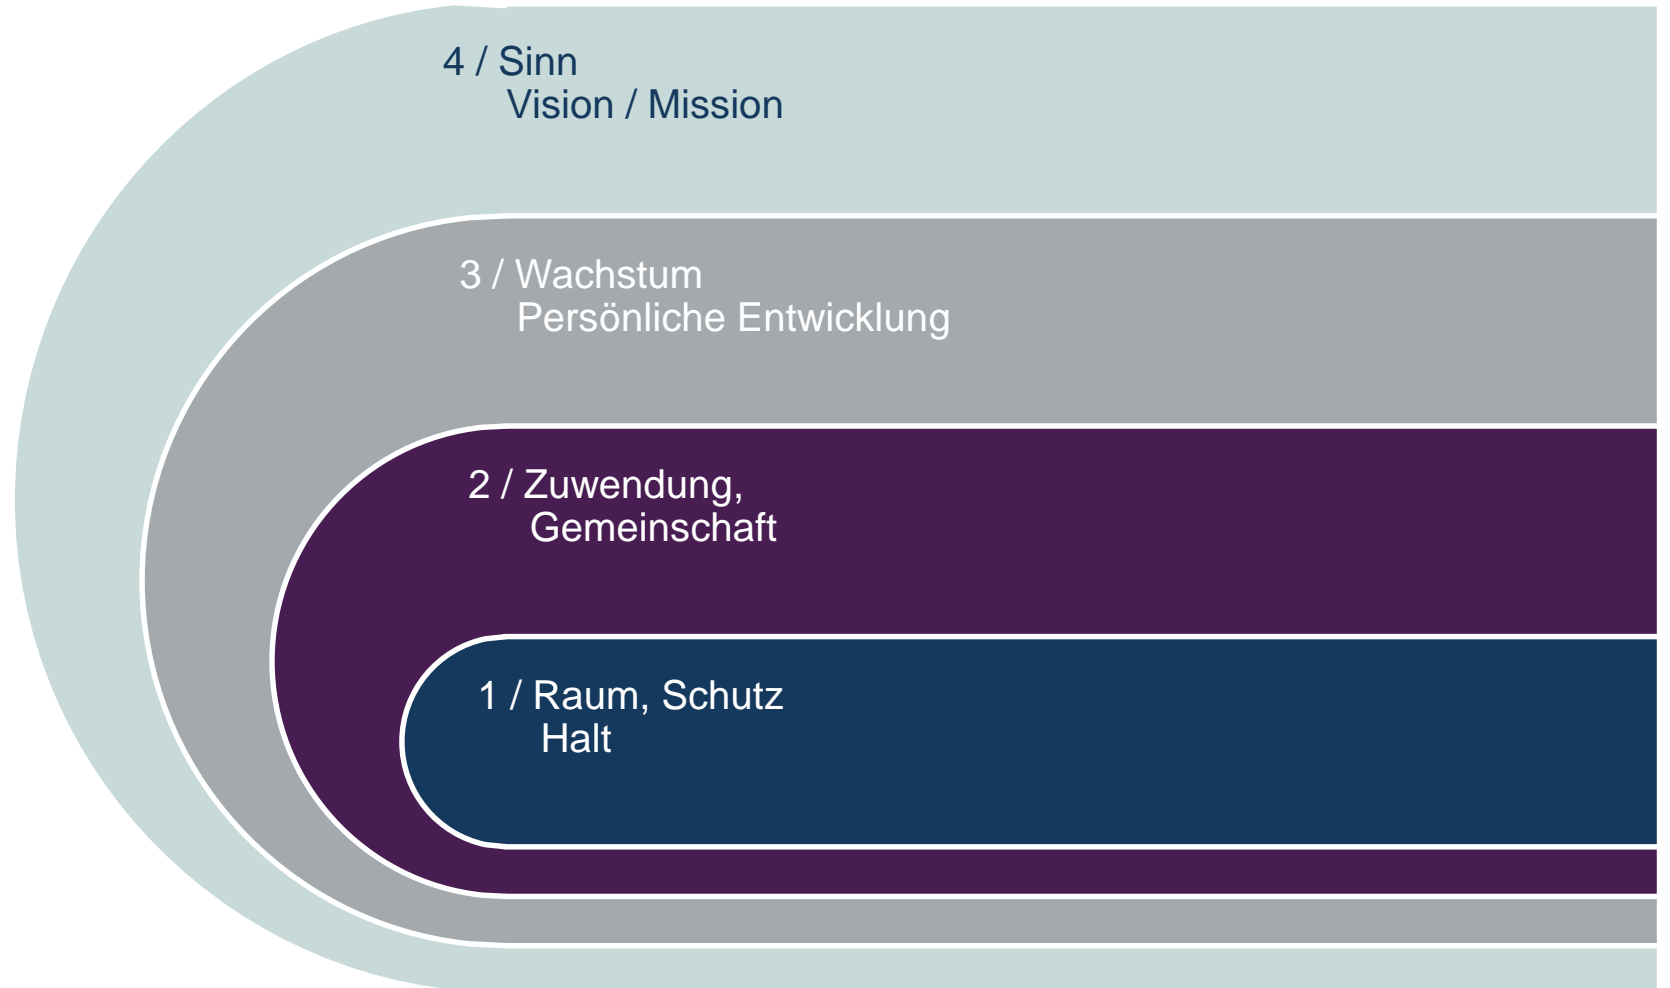 4 / Sinn
Vision / Mission
3 / Wachstum
Persönliche Entwicklung
2 / Zuwendung,
Gemeinschaft
1 / Raum, Schutz
Halt